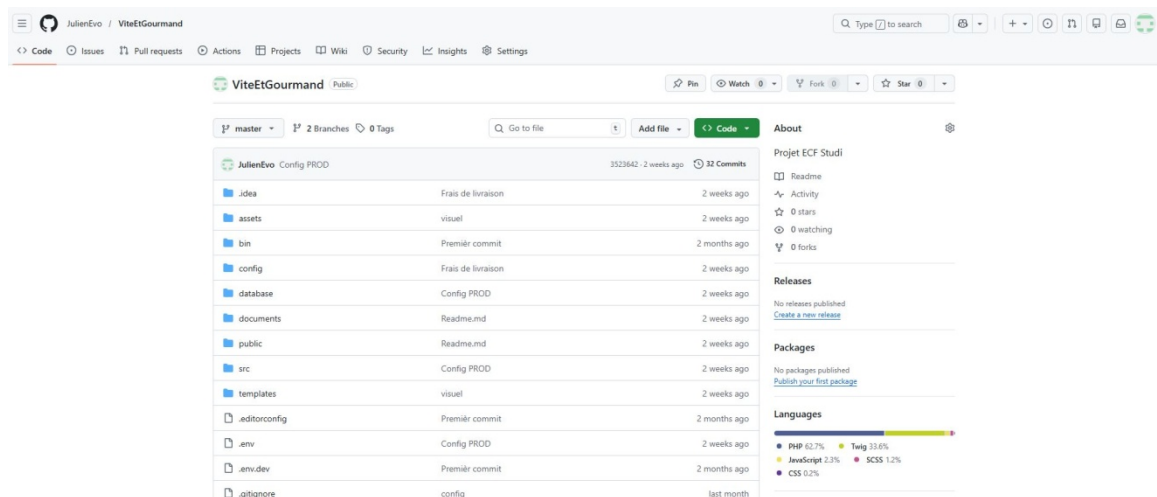 JulienEvo / ViteEtGourmand
Type / to search
Code Issues Pull requests Actions Projects Wiki Security Insights Settings
ViteEtGourmand Public
Pin Watch 0 Fork 0 Star 0
master 2 Branches 0 Tags
Go to file t Add file Code
JulienEvo Config PROD 3523642 · 2 weeks ago 32 Commits
.idea Frais de livraison 2 weeks ago
assets visuel 2 weeks ago
bin Premièr commit 2 months ago
config Frais de livraison 2 weeks ago
database Config PROD 2 weeks ago
documents Readme.md 2 weeks ago
public Readme.md 2 weeks ago
src Config PROD 2 weeks ago
templates visuel 2 weeks ago
.editorconfig Premièr commit 2 months ago
.env Config PROD 2 weeks ago
.env.dev Premièr commit 2 months ago
.gitignore config last month
About
Projet ECF Studi
Readme
Activity
0 stars
0 watching
0 forks
Releases
No releases published
Create a new release
Packages
No packages published
Publish your first package
Languages
PHP 62.7% Twig 33.6%
JavaScript 2.3% SCSS 1.2%
CSS 0.2%